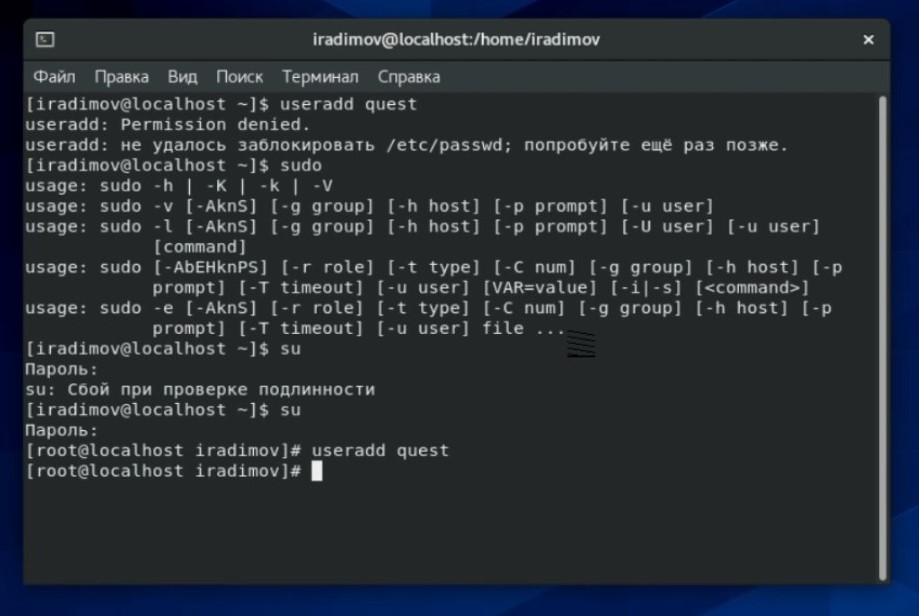 iradimov@localhost:/home/iradimov
Файл Правка Вид Поиск Терминал Справка
[iradimov@localhost ~]$ useradd quest
useradd: Permission denied.
useradd: не удалось заблокировать /etc/passwd; попробуйте ещё раз позже.
[iradimov@localhost ~]$ sudo
usage: sudo -h | -K | -k | -V
usage: sudo -v [-AknS] [-g group] [-h host] [-p prompt] [-u user]
usage: sudo -l [-AknS] [-g group] [-h host] [-p prompt] [-U user] [-u user]
[command]
usage: sudo [-AbEHknPS] [-r role] [-t type] [-C num] [-g group] [-h host] [-p
prompt] [-T timeout] [-u user] [VAR=value] [-i|-s] [<command>]
usage: sudo -e [-AknS] [-r role] [-t type] [-C num] [-g group] [-h host] [-p
prompt] [-T timeout] [-u user] file ...
[iradimov@localhost ~]$ su
Пароль:
su: Сбой при проверке подлинности
[iradimov@localhost ~]$ su
Пароль:
[root@localhost iradimov]# useradd quest
[root@localhost iradimov]#